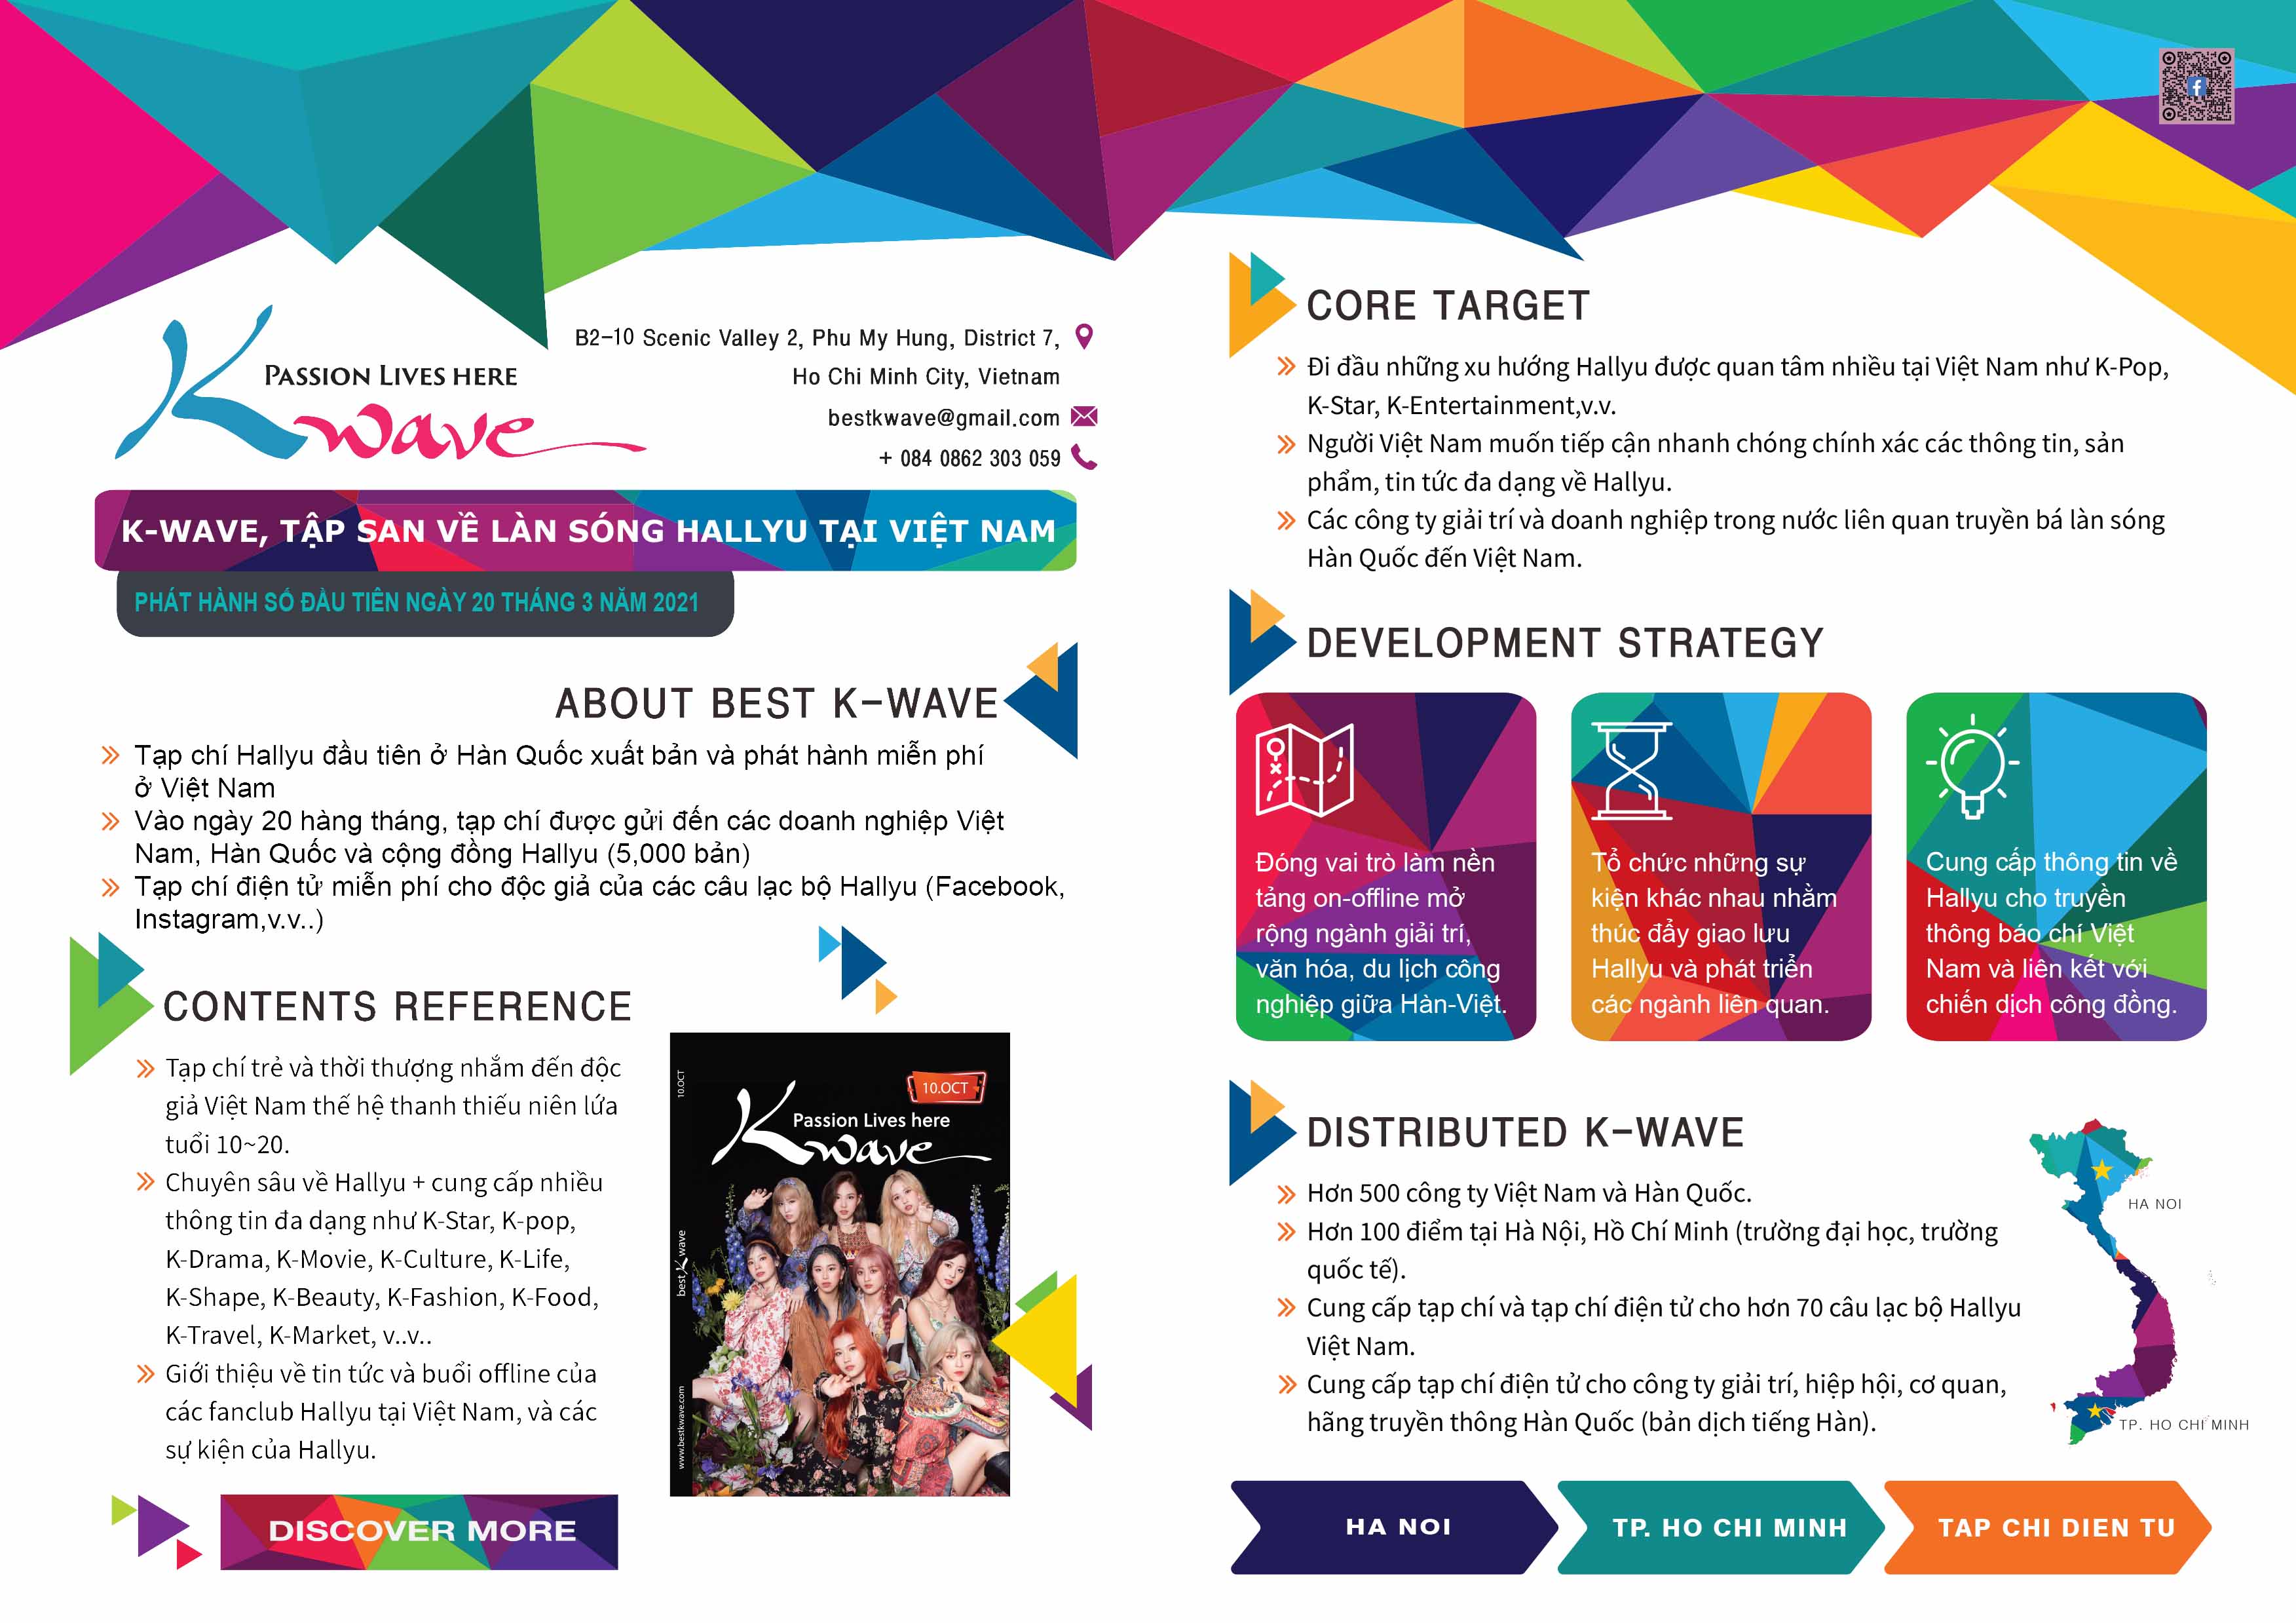 K
PASSION LIVES HERE
wave
B2-10 Scenic Valley 2, Phu My Hung, District 7,
Ho Chi Minh City, Vietnam
bestkwave@gmail.com
+ 084 0862 303 059
K-WAVE, TẬP SAN VỀ LÀN SÓNG HALLYU TẠI VIỆT NAM
PHÁT HÀNH SỐ ĐẦU TIÊN NGÀY 20 THÁNG 3 NĂM 2021
ABOUT BEST K-WAVE
Tạp chí Hallyu đầu tiên ở Hàn Quốc xuất bản và phát hành miễn phí
ở Việt Nam
Vào ngày 20 hàng tháng, tạp chí được gửi đến các doanh nghiệp Việt
Nam, Hàn Quốc và cộng đồng Hallyu (5,000 bản)
Tạp chí điện tử miễn phí cho độc giả của các câu lạc bộ Hallyu (Facebook,
Instagram,v.v..)
CONTENTS REFERENCE
Tạp chí trẻ và thời thượng nhắm đến độc
giả Việt Nam thế hệ thanh thiếu niên lứa
tuổi 10~20.
Chuyên sâu về Hallyu + cung cấp nhiều
thông tin đa dạng như K-Star, K-pop,
K-Drama, K-Movie, K-Culture, K-Life,
K-Shape, K-Beauty, K-Fashion, K-Food,
K-Travel, K-Market, v..v..
Giới thiệu về tin tức và buổi offline của
các fanclub Hallyu tại Việt Nam, và các
sự kiện của Hallyu.
10.OCT
best K wave
www.bestkwave.com
10.OCT
K
Passion Lives here
wave
DISCOVER MORE
CORE TARGET
Đi đầu những xu hướng Hallyu được quan tâm nhiều tại Việt Nam như K-Pop,
K-Star, K-Entertainment,v.v.
Người Việt Nam muốn tiếp cận nhanh chóng chính xác các thông tin, sản
phẩm, tin tức đa dạng về Hallyu.
Các công ty giải trí và doanh nghiệp trong nước liên quan truyền bá làn sóng
Hàn Quốc đến Việt Nam.
DEVELOPMENT STRATEGY
Đóng vai trò làm nền
tảng on-offline mở
rộng ngành giải trí,
văn hóa, du lịch công
nghiệp giữa Hàn-Việt.
Tổ chức những sự
kiện khác nhau nhằm
thúc đẩy giao lưu
Hallyu và phát triển
các ngành liên quan.
Cung cấp thông tin về
Hallyu cho truyền
thông báo chí Việt
Nam và liên kết với
chiến dịch công đồng.
DISTRIBUTED K-WAVE
Hơn 500 công ty Việt Nam và Hàn Quốc.
Hơn 100 điểm tại Hà Nội, Hồ Chí Minh (trường đại học, trường
quốc tế).
Cung cấp tạp chí và tạp chí điện tử cho hơn 70 câu lạc bộ Hallyu
Việt Nam.
Cung cấp tạp chí điện tử cho công ty giải trí, hiệp hội, cơ quan,
hãng truyền thông Hàn Quốc (bản dịch tiếng Hàn).
HA NOI
TP. HO CHI MINH
HA NOI
TP. HO CHI MINH
TAP CHI DIEN TU